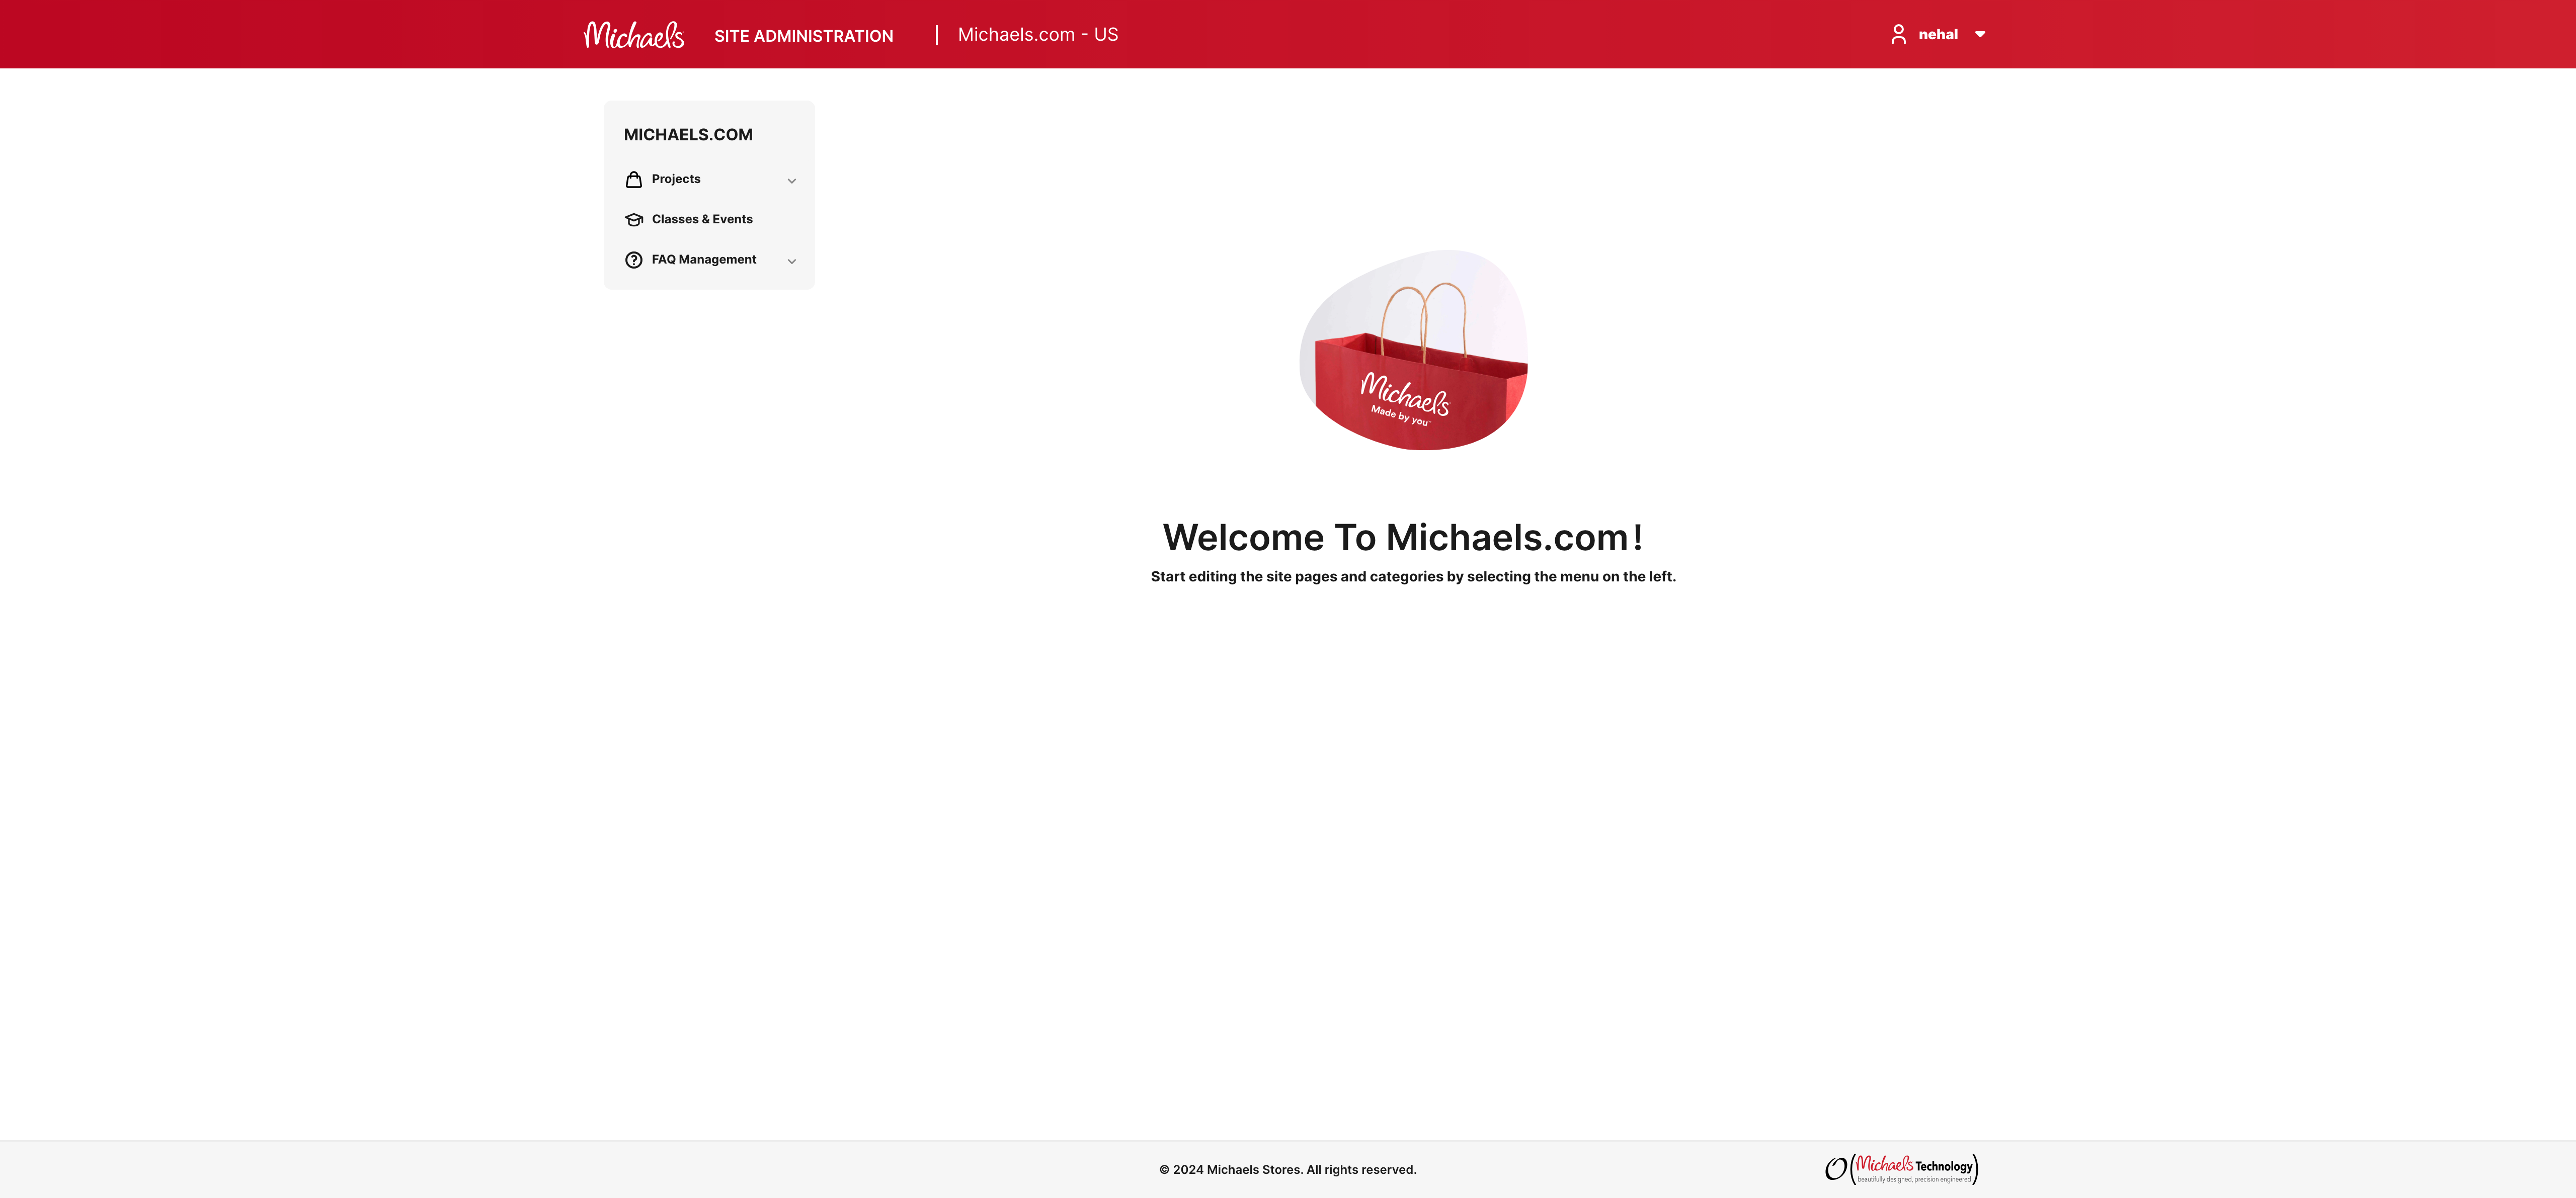 Michaels SITE ADMINISTRATION Michaels.com - US nehal
MICHAELS.COM
Projects
Classes & Events
FAQ Management
Michaels
Made by you™
Welcome To Michaels.com!
Start editing the site pages and categories by selecting the menu on the left.
© 2024 Michaels Stores. All rights reserved.
O(Michaels Technology)
beautifully designed, precision engineered